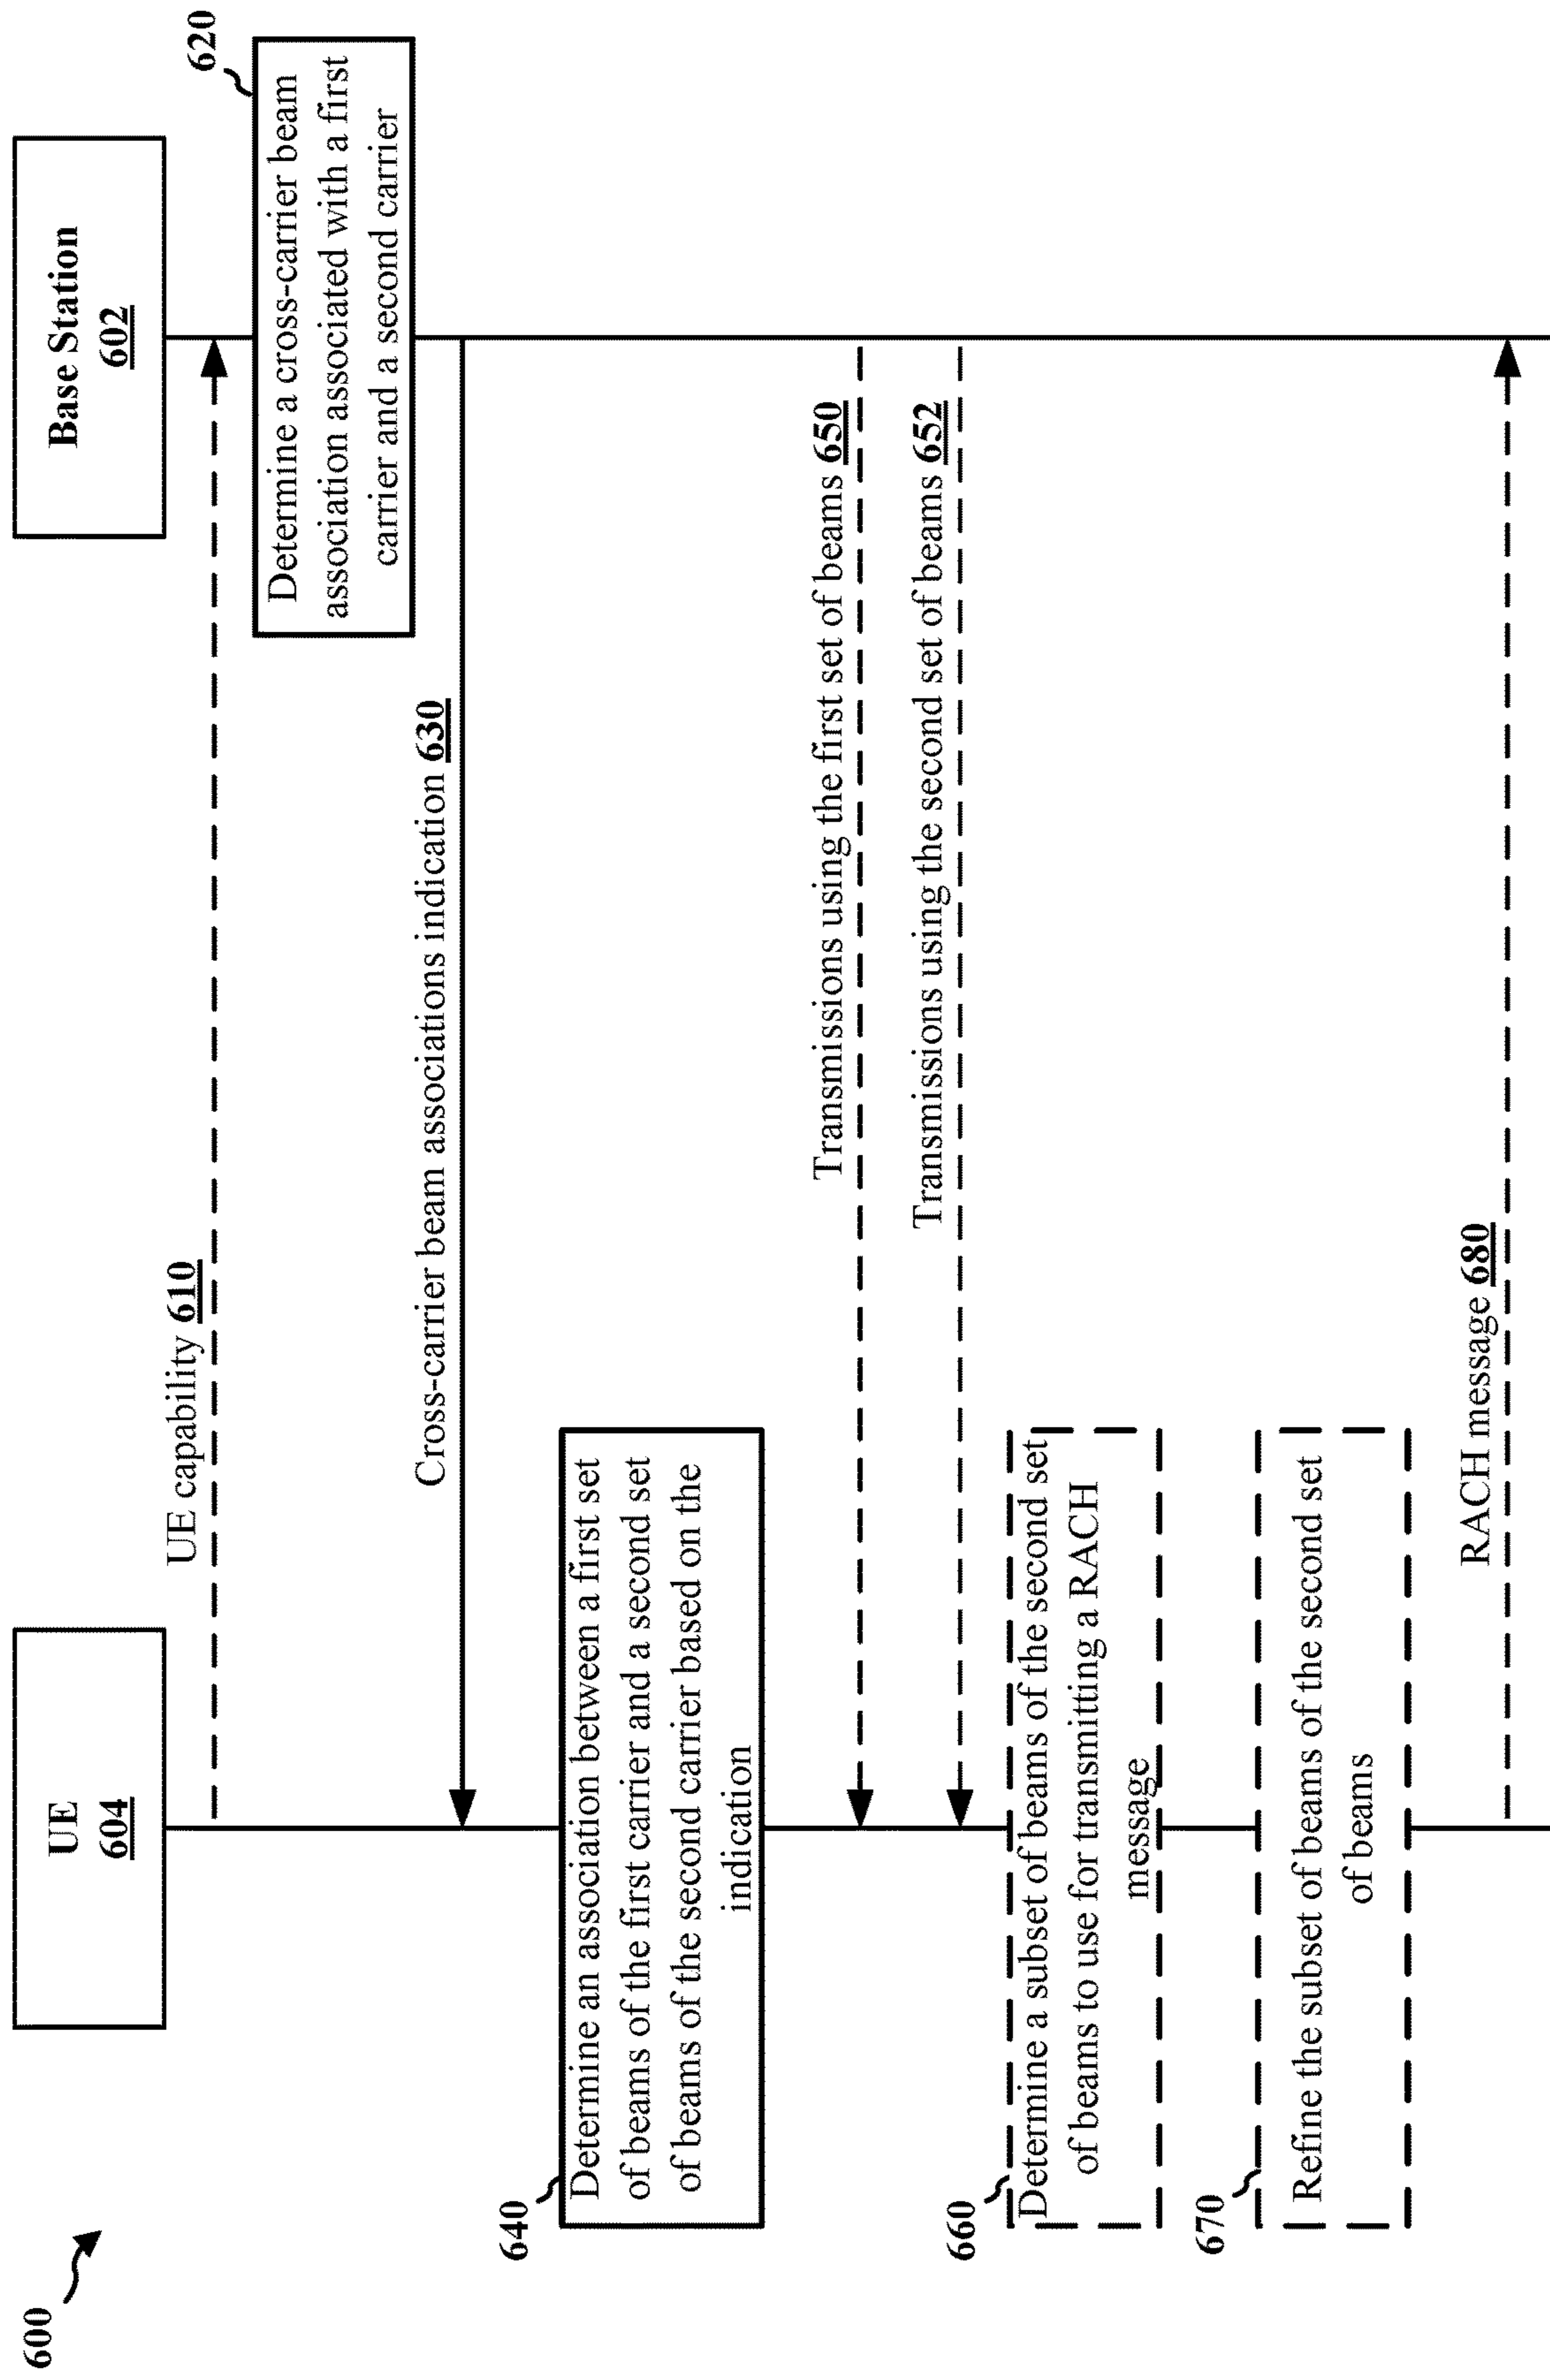 600
UE
604
Base Station
602
UE capability 610
620
Determine a cross-carrier beam
association associated with a first
carrier and a second carrier
Cross-carrier beam associations indication 630
640
Determine an association between a first set
of beams of the first carrier and a second set
of beams of the second carrier based on the
indication
Transmissions using the first set of beams 650
Transmissions using the second set of beams 652
660
Determine a subset of beams of the second set
of beams to use for transmitting a RACH
message
670
Refine the subset of beams of the second set
of beams
RACH message 680